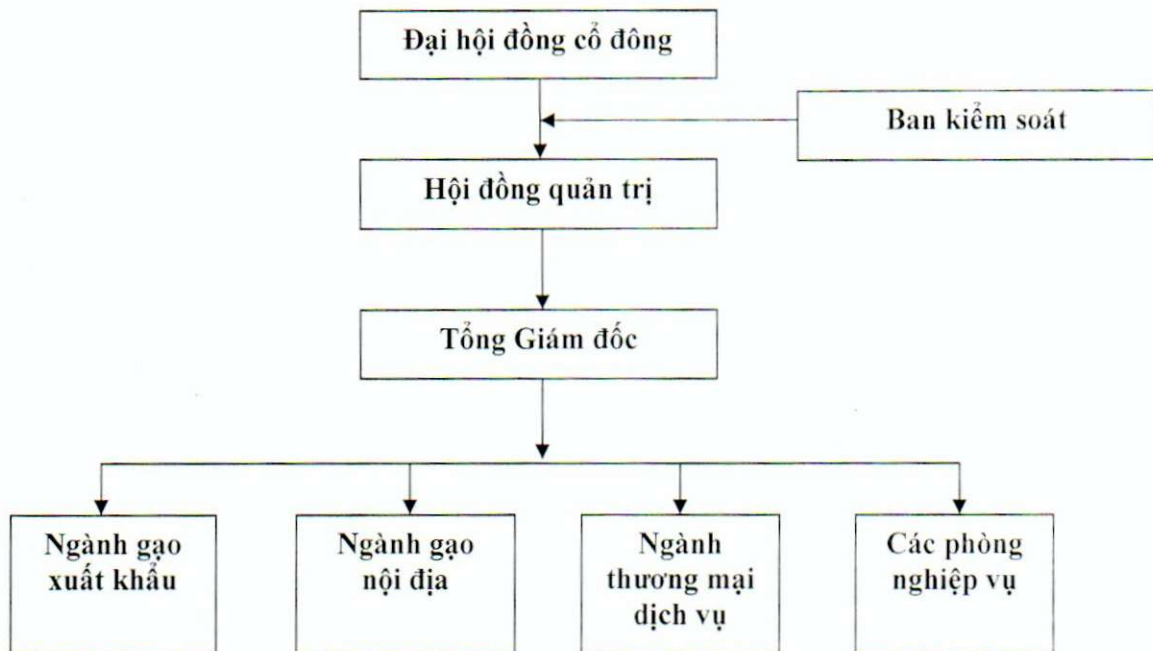 Đại hội đồng cổ đông
Ban kiểm soát
Hội đồng quản trị
Tổng Giám đốc
Ngành gạo
xuất khẩu
Ngành gạo
nội địa
Ngành
thương mại
dịch vụ
Các phòng
nghiệp vụ